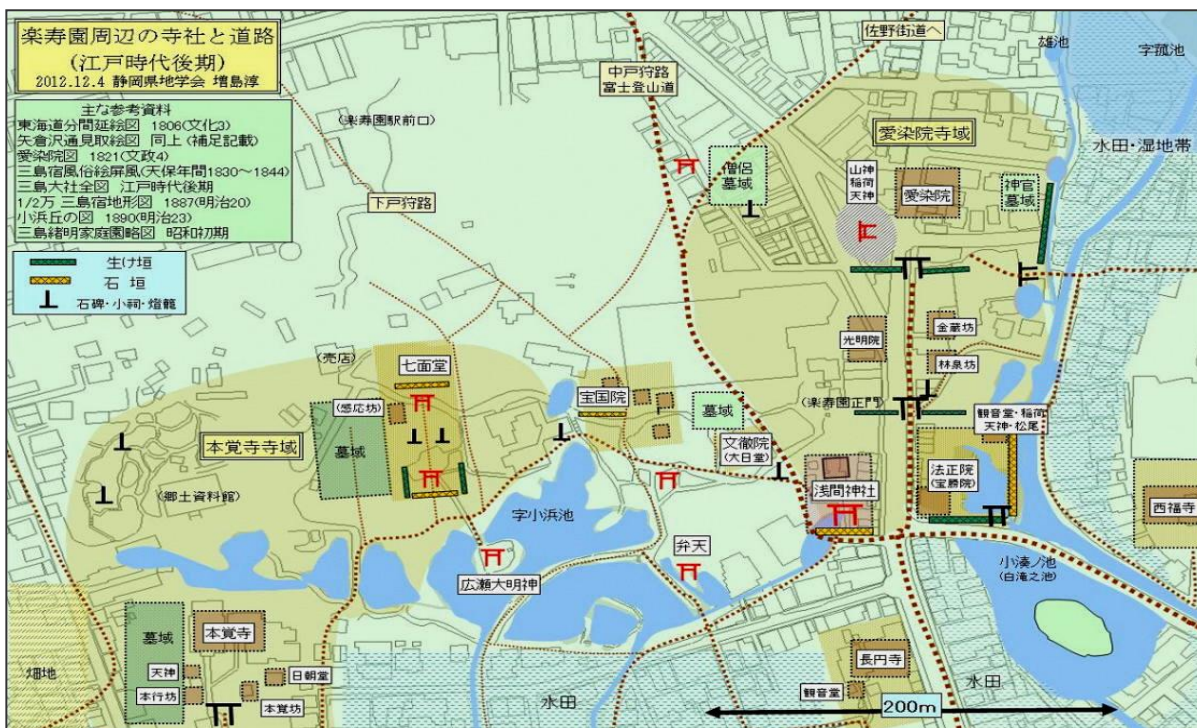 楽寿園周辺の寺社と道路
(江戸時代後期)
2012.12.4 静岡県地学会 増島淳
主な参考資料
東海道分間延絵図 1806(文化3)
矢倉沢通見取絵図 同上(補足記載)
愛染院図 1821(文政4)
三島宿風俗絵屏風(天保年間1830～1844)
三島大社全図 江戸時代後期
1/2万 三島宿地形図 1887(明治20)
小浜丘の図 1890(明治23)
三島緒明家庭園略図 昭和初期
生け垣
石垣
石碑・小祠・燈籠
佐野街道へ
雄池
字菰池
中戸狩路
富士登山道
(楽寿園駅前口)
愛染院寺域
水田・湿地帯
僧侶
墓域
山神
稲荷
天神
愛染院
神官
墓域
下戸狩路
光明院
金蔵坊
林泉坊
(売店)
七面堂
(感応坊)
宝国院
墓域
(楽寿園正門)
観音堂・稲荷
天神・松尾
本覚寺寺域
墓域
文徹院
(大日堂)
法正院
(宝勝院)
(郷土資料館)
字小浜池
浅間神社
西福寺
弁天
広瀬大明神
小湊ノ池
(白滝之池)
墓域
本覚寺
畑地
天神
日朝堂
本行坊
本覚坊
水田
長円寺
観音堂
水田
200m